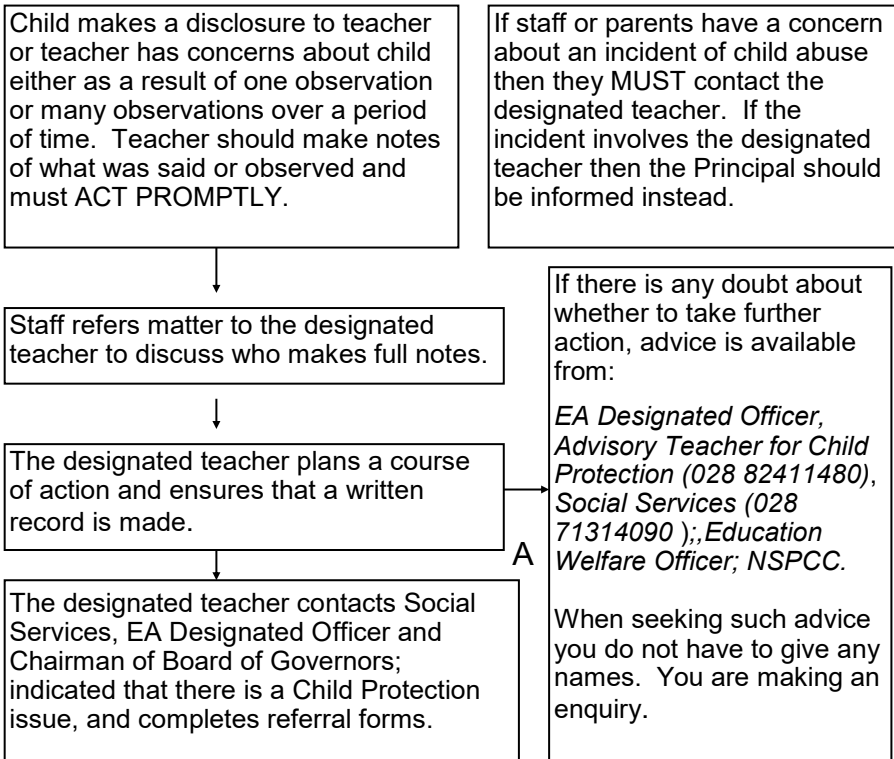 Child makes a disclosure to teacher
or teacher has concerns about child
either as a result of one observation
or many observations over a period
of time.  Teacher should make notes
of what was said or observed and
must ACT PROMPTLY.
If staff or parents have a concern
about an incident of child abuse
then they MUST contact the
designated teacher.  If the
incident involves the designated
teacher then the Principal should
be informed instead.
Staff refers matter to the designated
teacher to discuss who makes full notes.
The designated teacher plans a course
of action and ensures that a written
record is made.
If there is any doubt about
whether to take further
action, advice is available
from:
EA Designated Officer,
Advisory Teacher for Child
Protection (028 82411480),
Social Services (028
71314090 );,Education
Welfare Officer; NSPCC.
When seeking such advice
you do not have to give any
names.  You are making an
enquiry.
A
The designated teacher contacts Social
Services, EA Designated Officer and
Chairman of Board of Governors;
indicated that there is a Child Protection
issue, and completes referral forms.